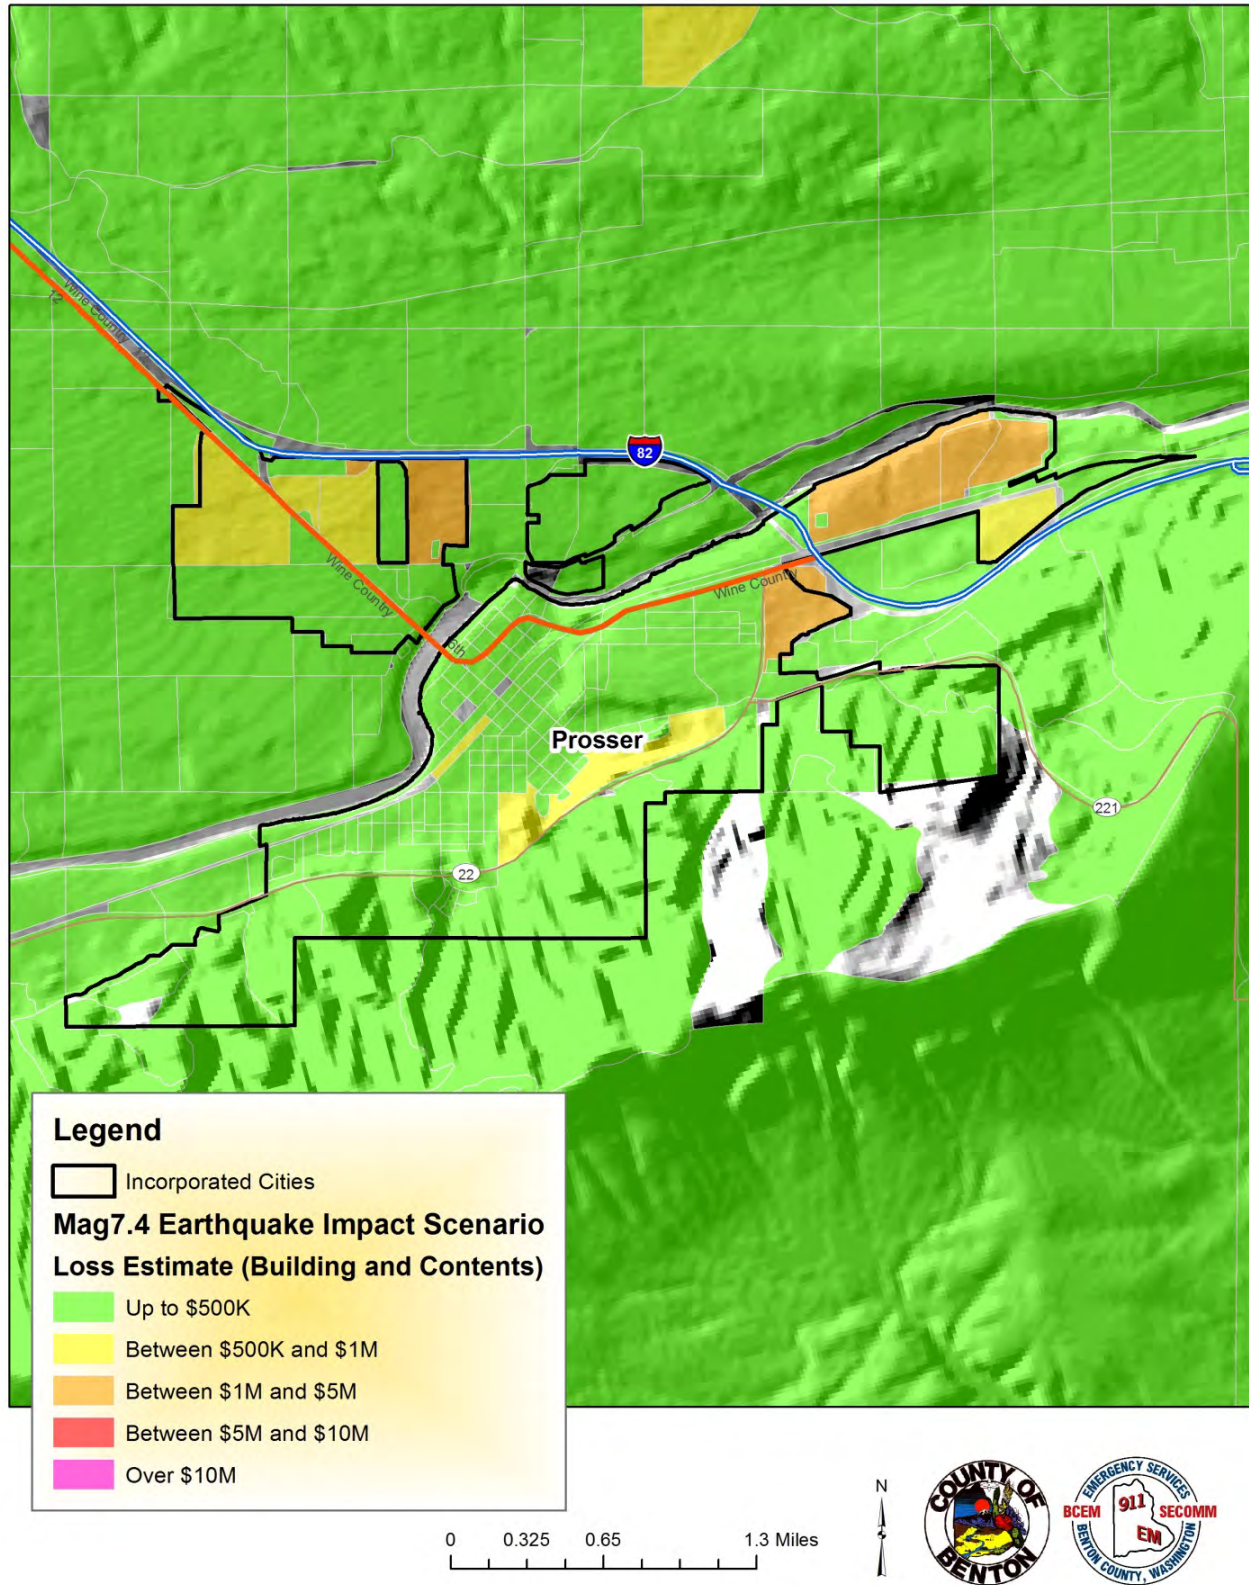 Wine Country
12
12
82
Wine Country
Wine Country
6th
Prosser
221
22
Legend
Incorporated Cities
Mag7.4 Earthquake Impact Scenario
Loss Estimate (Building and Contents)
Up to $500K
Between $500K and $1M
Between $1M and $5M
Between $5M and $10M
Over $10M
N
0 0.325 0.65 1.3 Miles
COUNTY OF
BENTON
EMERGENCY SERVICES
BCEM 911 SECOMM
EM
BENTON COUNTY, WASHINGTON